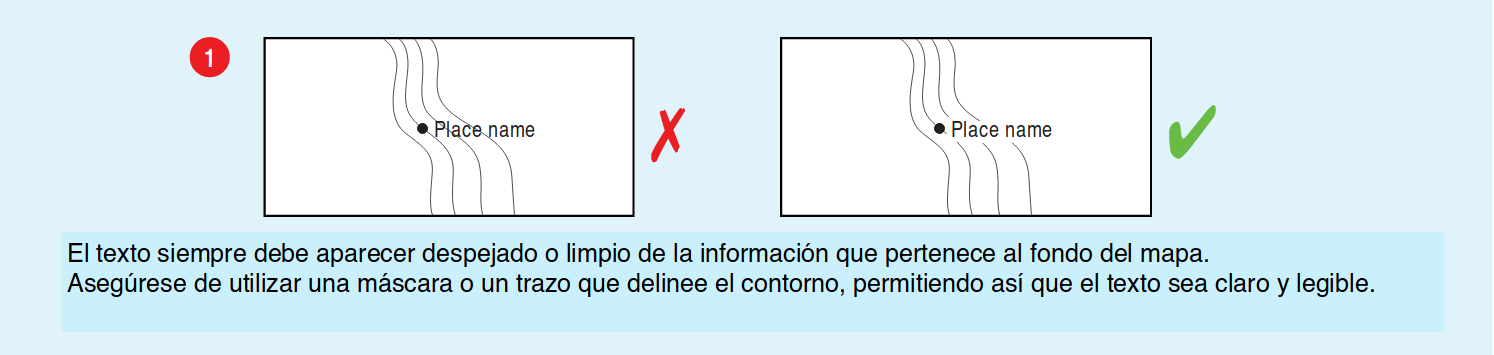 1
Place name
Place name
El texto siempre debe aparecer despejado o limpio de la información que pertenece al fondo del mapa.
Asegúrese de utilizar una máscara o un trazo que delinee el contorno, permitiendo así que el texto sea claro y legible.